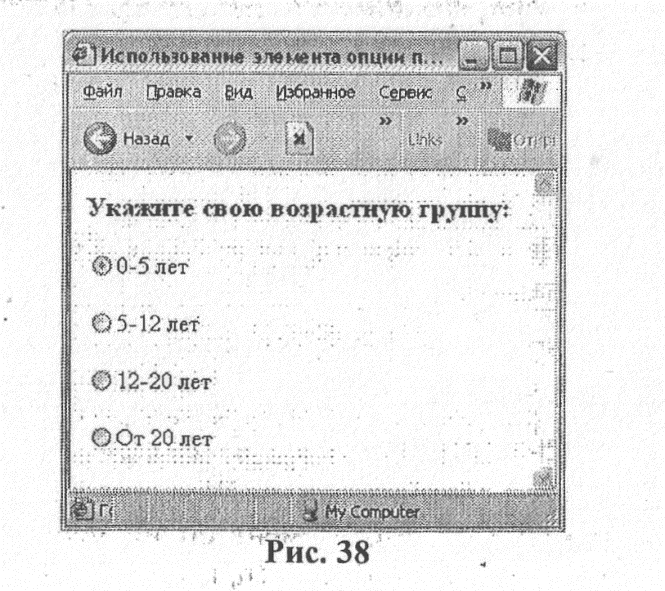 Использование элемента опции п...
Файл Правка Вид Избранное Сервис С »
Назад » Links »
Укажите свою возрастную группу:
0-5 лет
5-12 лет
12-20 лет
От 20 лет
My Computer
Рис. 38